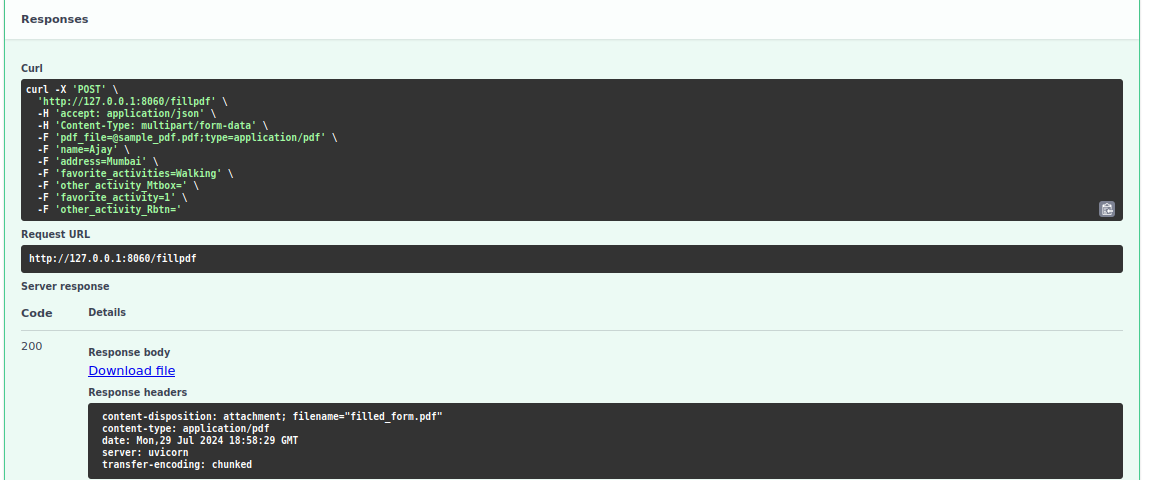 Responses
Curl
curl -X 'POST' \
'http://127.0.0.1:8060/fillpdf' \
-H 'accept: application/json' \
-H 'Content-Type: multipart/form-data' \
-F 'pdf_file=@sample_pdf.pdf;type=application/pdf' \
-F 'name=Ajay' \
-F 'address=Mumbai' \
-F 'favorite_activities=Walking' \
-F 'other_activity_Mtbox=' \
-F 'favorite_activity=1' \
-F 'other_activity_Rbtn='
Request URL
http://127.0.0.1:8060/fillpdf
Server response
Code Details
200
Response body
Download file
Response headers
content-disposition: attachment; filename="filled_form.pdf"
content-type: application/pdf
date: Mon,29 Jul 2024 18:58:29 GMT
server: uvicorn
transfer-encoding: chunked